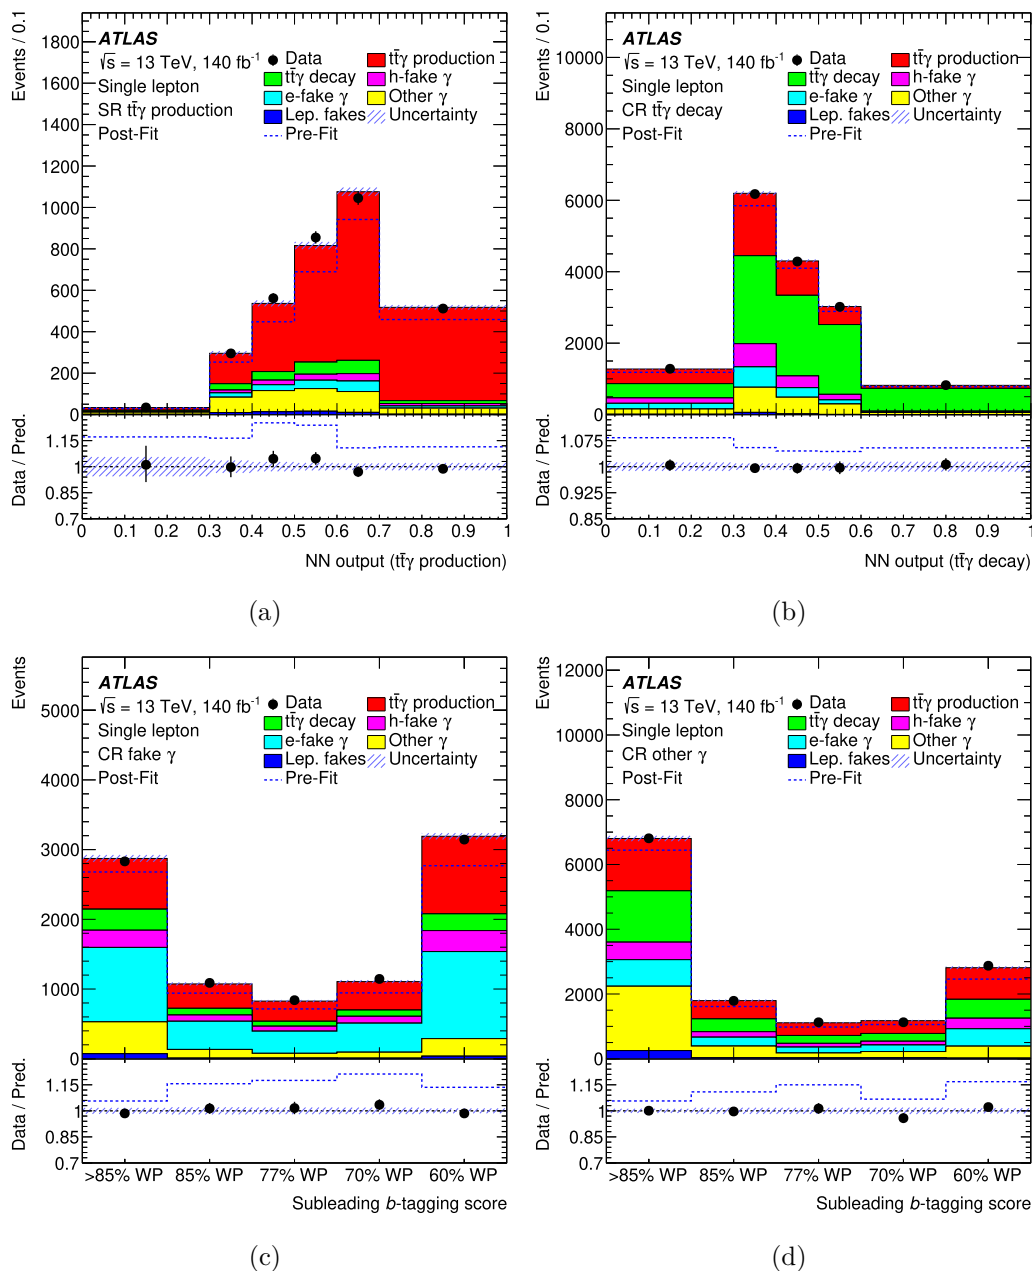 Events / 0.1
ATLAS
√s = 13 TeV, 140 fb⁻¹
Single lepton
SR tt̄γ production
Post-Fit
Data
tt̄γ production
tt̄γ decay
h-fake γ
e-fake γ
Other γ
Lep. fakes
Uncertainty
Pre-Fit
1800
1600
1400
1200
1000
800
600
400
200
0
Data / Pred.
1.15
1
0.85
0.7
0 0.1 0.2 0.3 0.4 0.5 0.6 0.7 0.8 0.9 1
NN output (tt̄γ production)
(a)
Events / 0.1
ATLAS
√s = 13 TeV, 140 fb⁻¹
Single lepton
CR tt̄γ decay
Post-Fit
Data
tt̄γ production
tt̄γ decay
h-fake γ
e-fake γ
Other γ
Lep. fakes
Uncertainty
Pre-Fit
10000
8000
6000
4000
2000
0
Data / Pred.
1.075
1
0.925
0.85
0 0.1 0.2 0.3 0.4 0.5 0.6 0.7 0.8 0.9 1
NN output (tt̄γ decay)
(b)
Events
ATLAS
√s = 13 TeV, 140 fb⁻¹
Single lepton
CR fake γ
Post-Fit
Data
tt̄γ production
tt̄γ decay
h-fake γ
e-fake γ
Other γ
Lep. fakes
Uncertainty
Pre-Fit
5000
4000
3000
2000
1000
0
Data / Pred.
1.15
1
0.85
0.7
>85% WP 85% WP 77% WP 70% WP 60% WP
Subleading b-tagging score
(c)
Events
ATLAS
√s = 13 TeV, 140 fb⁻¹
Single lepton
CR other γ
Post-Fit
Data
tt̄γ production
tt̄γ decay
h-fake γ
e-fake γ
Other γ
Lep. fakes
Uncertainty
Pre-Fit
12000
10000
8000
6000
4000
2000
0
Data / Pred.
1.15
1
0.85
0.7
>85% WP 85% WP 77% WP 70% WP 60% WP
Subleading b-tagging score
(d)